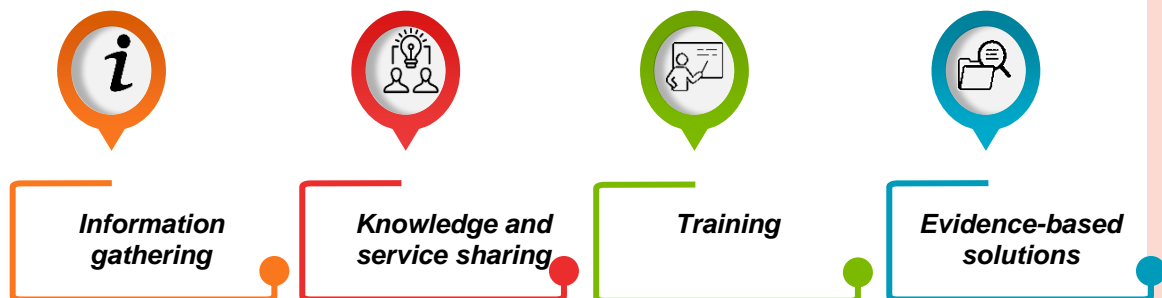 i
Information
gathering
Knowledge and
service sharing
Training
Evidence-based
solutions